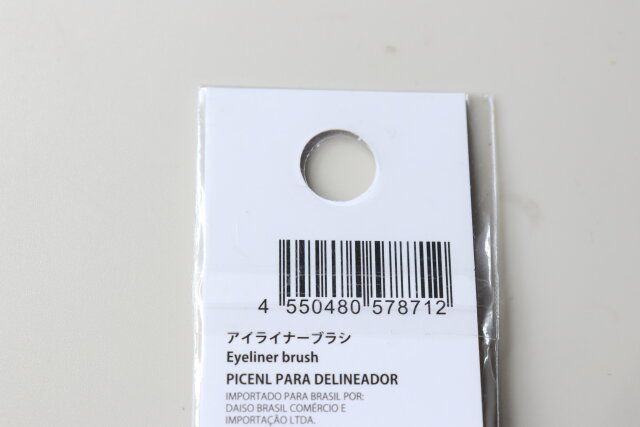 4 550480 578712
アイライナーブラシ
Eyeliner brush
PICENL PARA DELINEADOR
IMPORTADO PARA BRASIL POR:
DAISO BRASIL COMÉRCIO E
IMPORTAÇÃO LTDA.